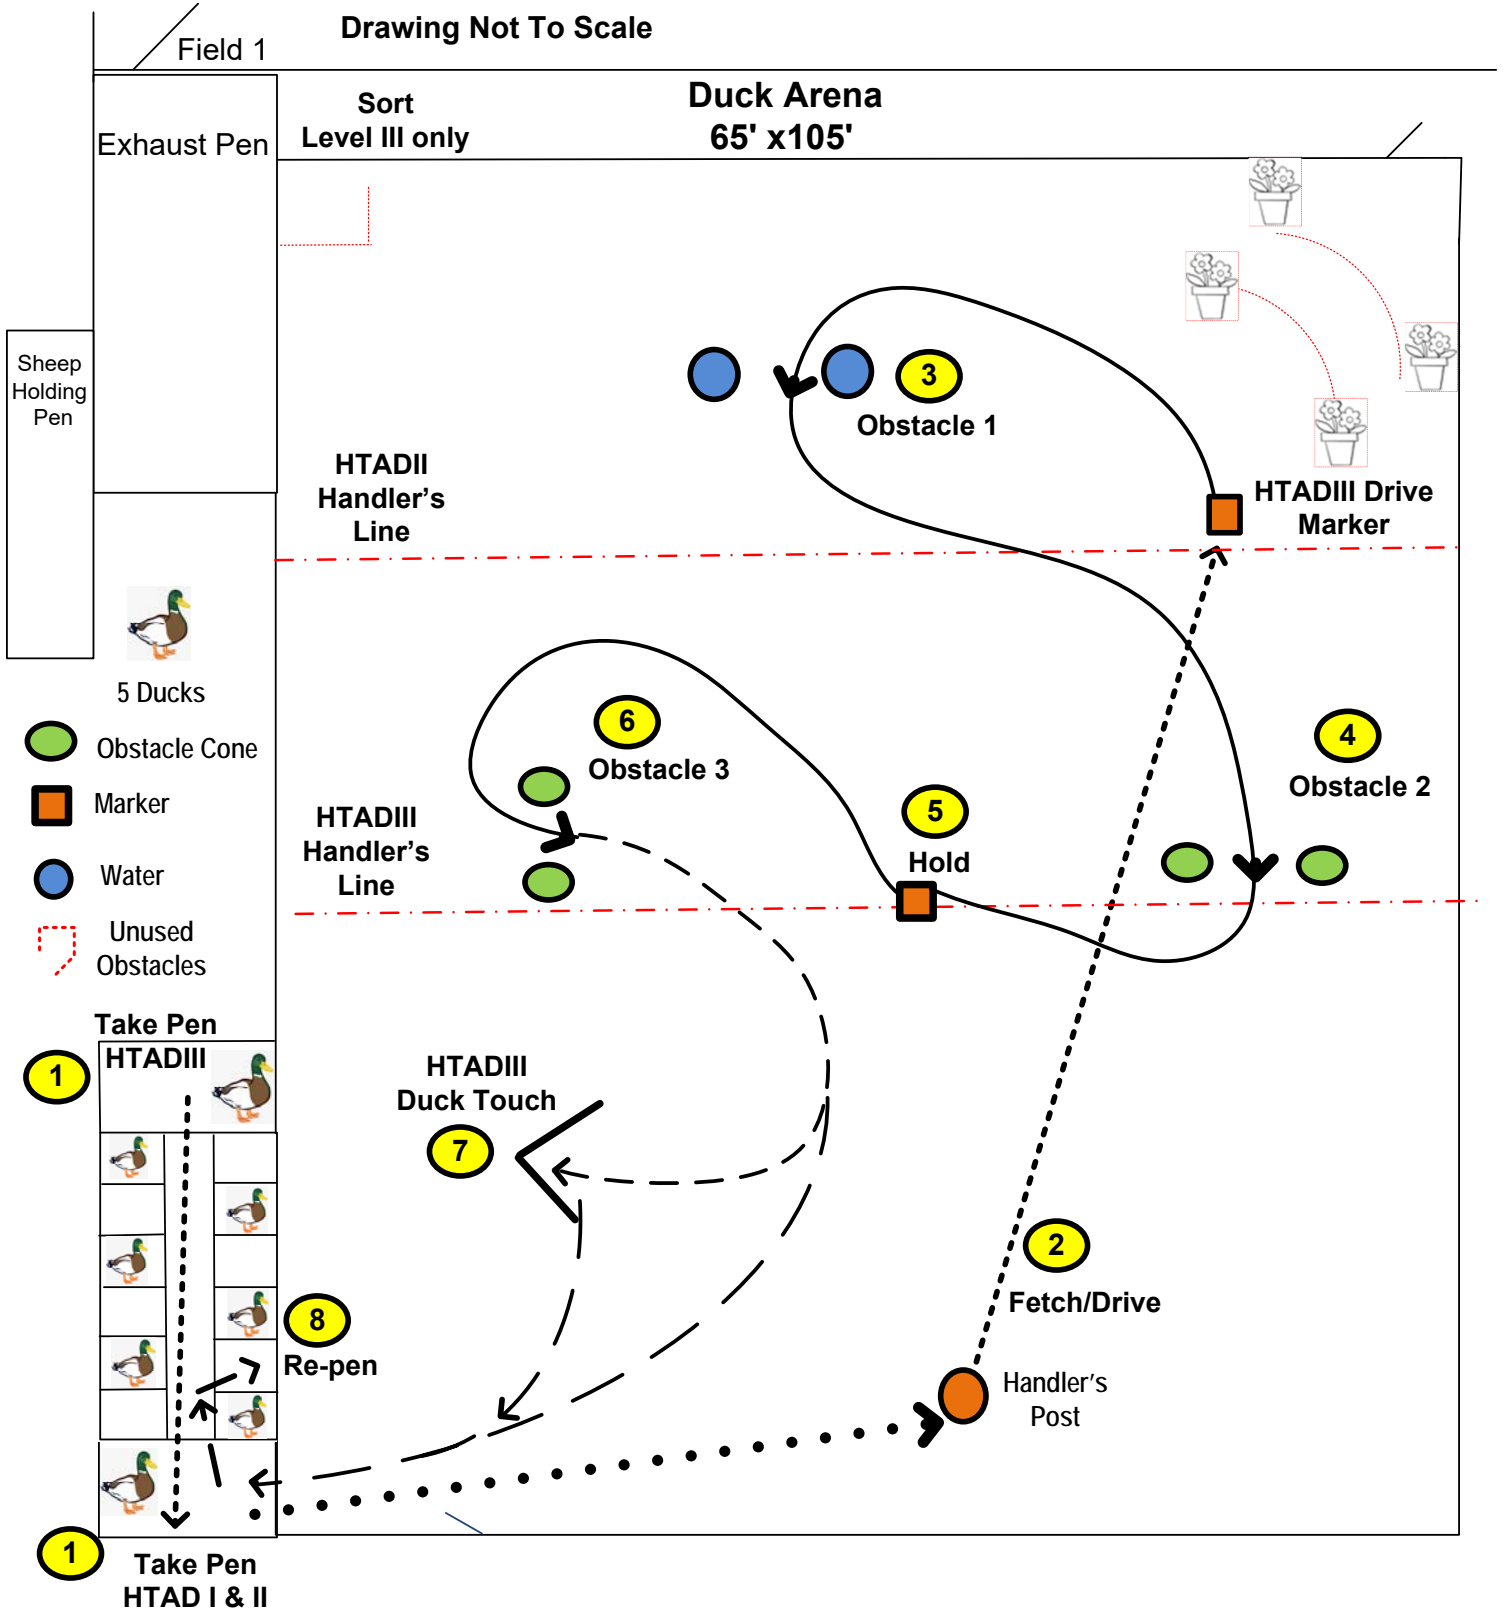 Drawing Not To Scale
Field 1
Duck Arena
65' x105'
Sort
Level III only
Exhaust Pen
Sheep
Holding
Pen
3
Obstacle 1
HTADII
Handler's
Line
HTADIII Drive
Marker
5 Ducks
Obstacle Cone
Marker
Water
Unused
Obstacles
6
Obstacle 3
4
Obstacle 2
5
Hold
HTADIII
Handler's
Line
Take Pen
HTADIII
1
HTADIII
Duck Touch
7
2
Fetch/Drive
8
Re-pen
Handler's
Post
1
Take Pen
HTAD I & II